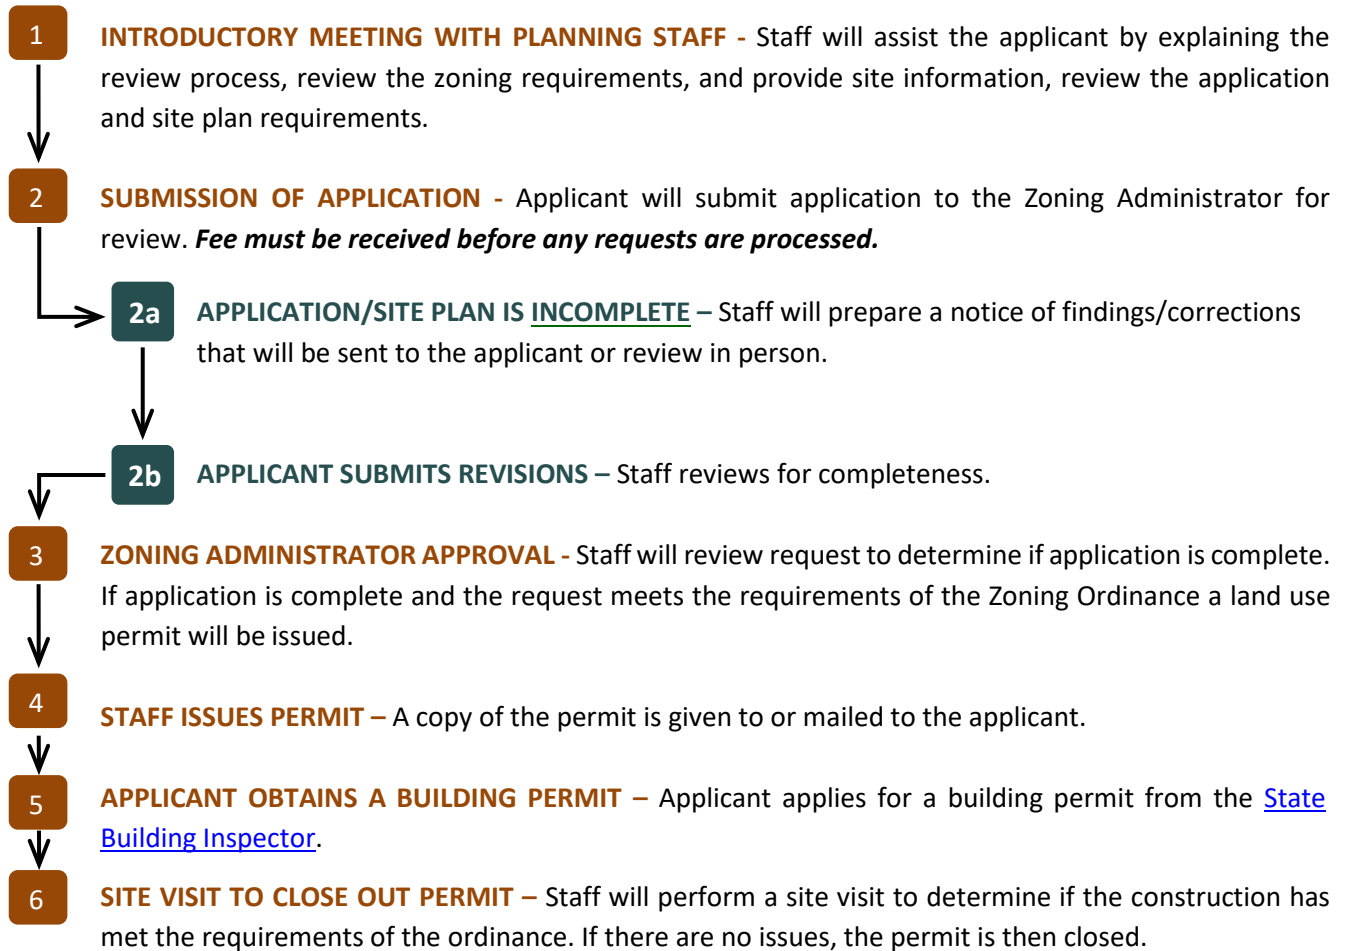 1
INTRODUCTORY MEETING WITH PLANNING STAFF - Staff will assist the applicant by explaining the
review process, review the zoning requirements, and provide site information, review the application
and site plan requirements.
2
SUBMISSION OF APPLICATION - Applicant will submit application to the Zoning Administrator for
review. Fee must be received before any requests are processed.
2a
APPLICATION/SITE PLAN IS INCOMPLETE – Staff will prepare a notice of findings/corrections
that will be sent to the applicant or review in person.
2b
APPLICANT SUBMITS REVISIONS – Staff reviews for completeness.
3
ZONING ADMINISTRATOR APPROVAL - Staff will review request to determine if application is complete.
If application is complete and the request meets the requirements of the Zoning Ordinance a land use
permit will be issued.
4
STAFF ISSUES PERMIT – A copy of the permit is given to or mailed to the applicant.
5
APPLICANT OBTAINS A BUILDING PERMIT – Applicant applies for a building permit from the State
Building Inspector.
6
SITE VISIT TO CLOSE OUT PERMIT – Staff will perform a site visit to determine if the construction has
met the requirements of the ordinance. If there are no issues, the permit is then closed.